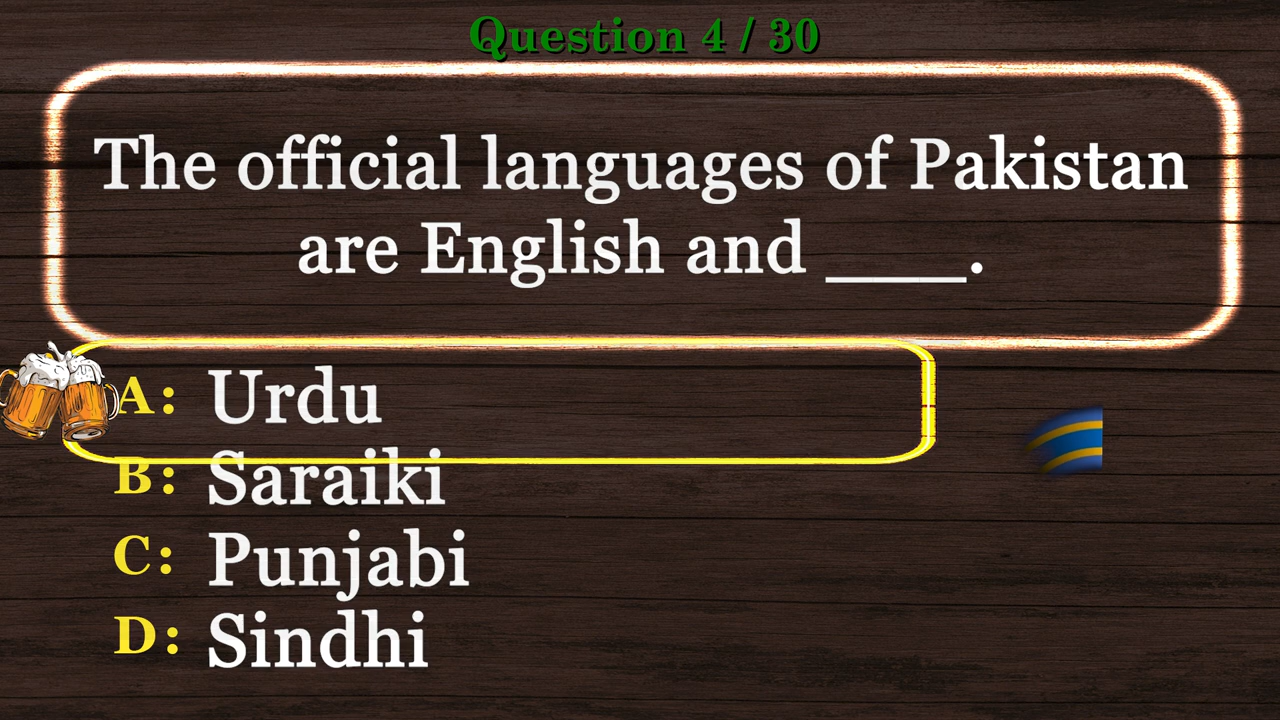 Question 4 / 30
The official languages of Pakistan
are English and ____.
A: Urdu
B: Saraiki
C: Punjabi
D: Sindhi